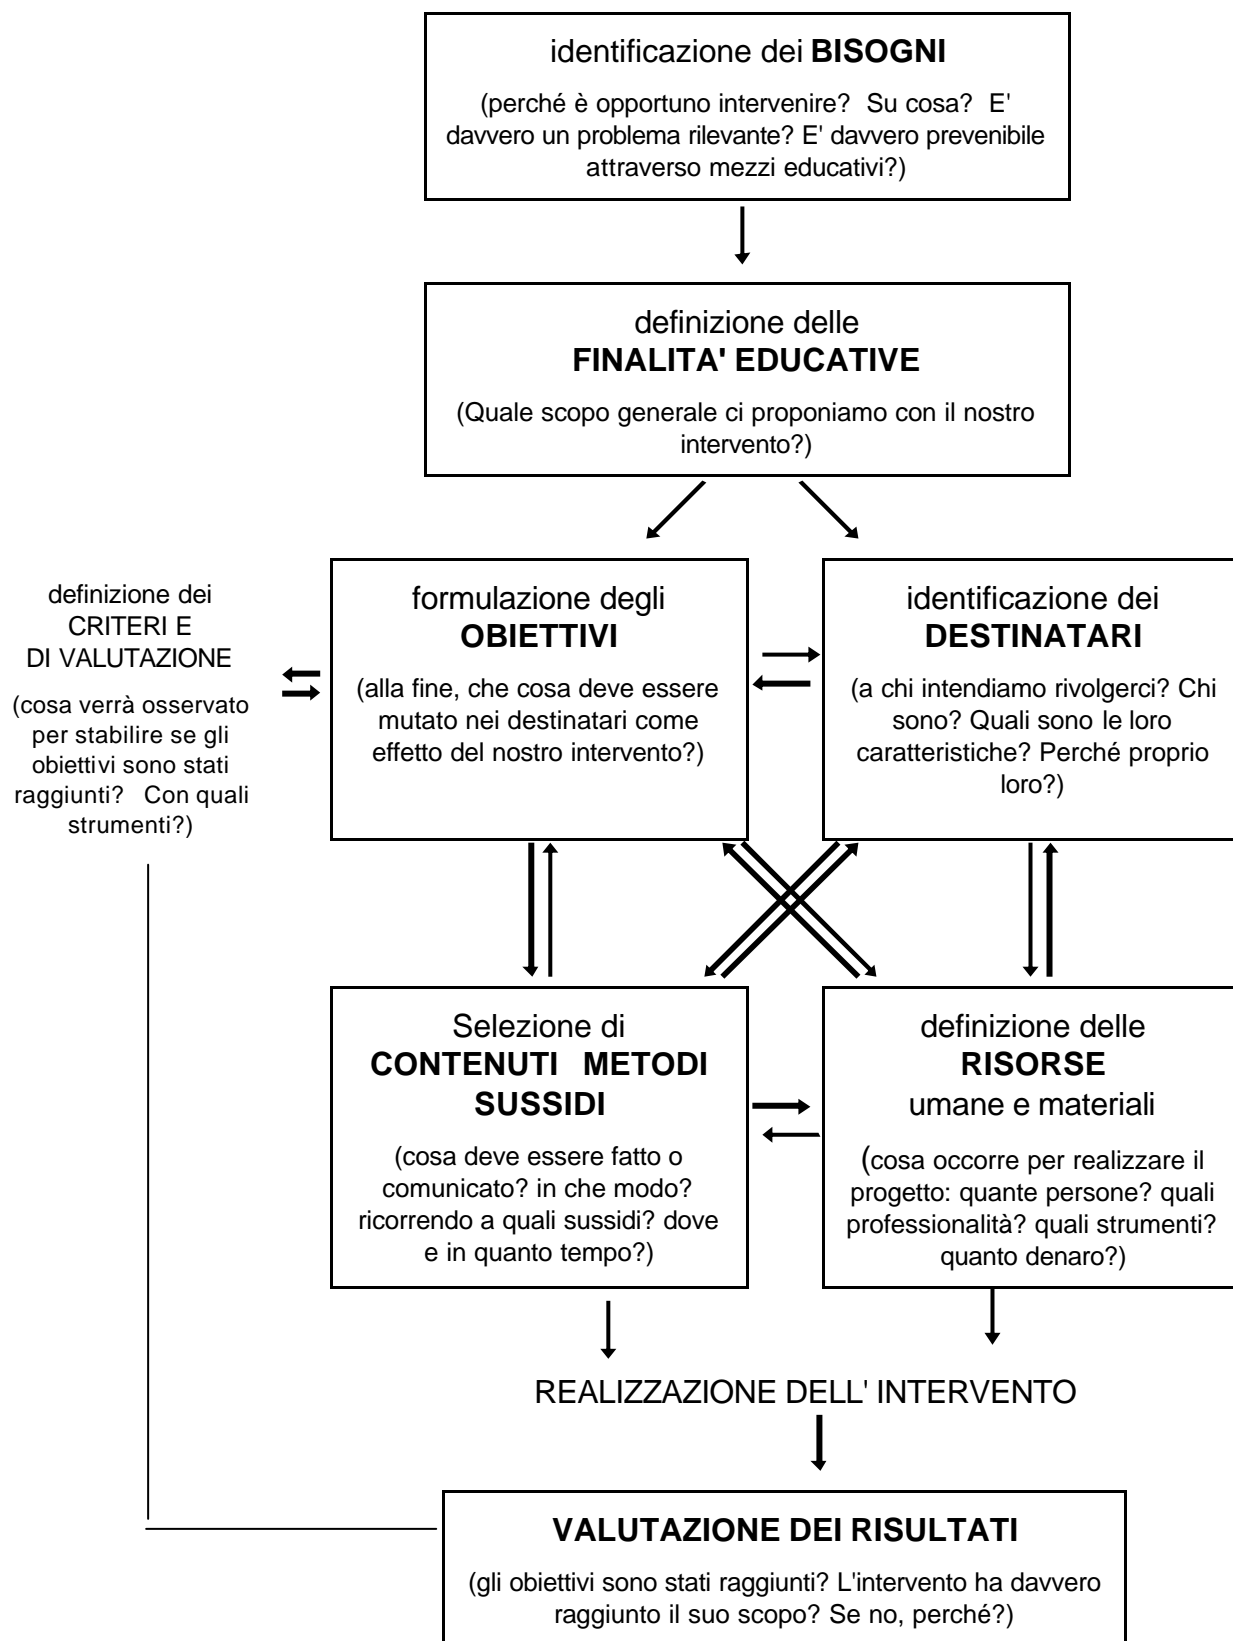 identificazione dei BISOGNI
(perché è opportuno intervenire? Su cosa? E'
davvero un problema rilevante? E' davvero prevenibile
attraverso mezzi educativi?)
definizione delle
FINALITA' EDUCATIVE
(Quale scopo generale ci proponiamo con il nostro
intervento?)
definizione dei
CRITERI E
DI VALUTAZIONE
(cosa verrà osservato
per stabilire se gli
obiettivi sono stati
raggiunti? Con quali
strumenti?)
formulazione degli
OBIETTIVI
(alla fine, che cosa deve essere
mutato nei destinatari come
effetto del nostro intervento?)
identificazione dei
DESTINATARI
(a chi intendiamo rivolgerci? Chi
sono? Quali sono le loro
caratteristiche? Perché proprio
loro?)
Selezione di
CONTENUTI METODI
SUSSIDI
(cosa deve essere fatto o
comunicato? in che modo?
ricorrendo a quali sussidi? dove
e in quanto tempo?)
definizione delle
RISORSE
umane e materiali
(cosa occorre per realizzare il
progetto: quante persone? quali
professionalità? quali strumenti?
quanto denaro?)
REALIZZAZIONE DELL' INTERVENTO
VALUTAZIONE DEI RISULTATI
(gli obiettivi sono stati raggiunti? L'intervento ha davvero
raggiunto il suo scopo? Se no, perché?)